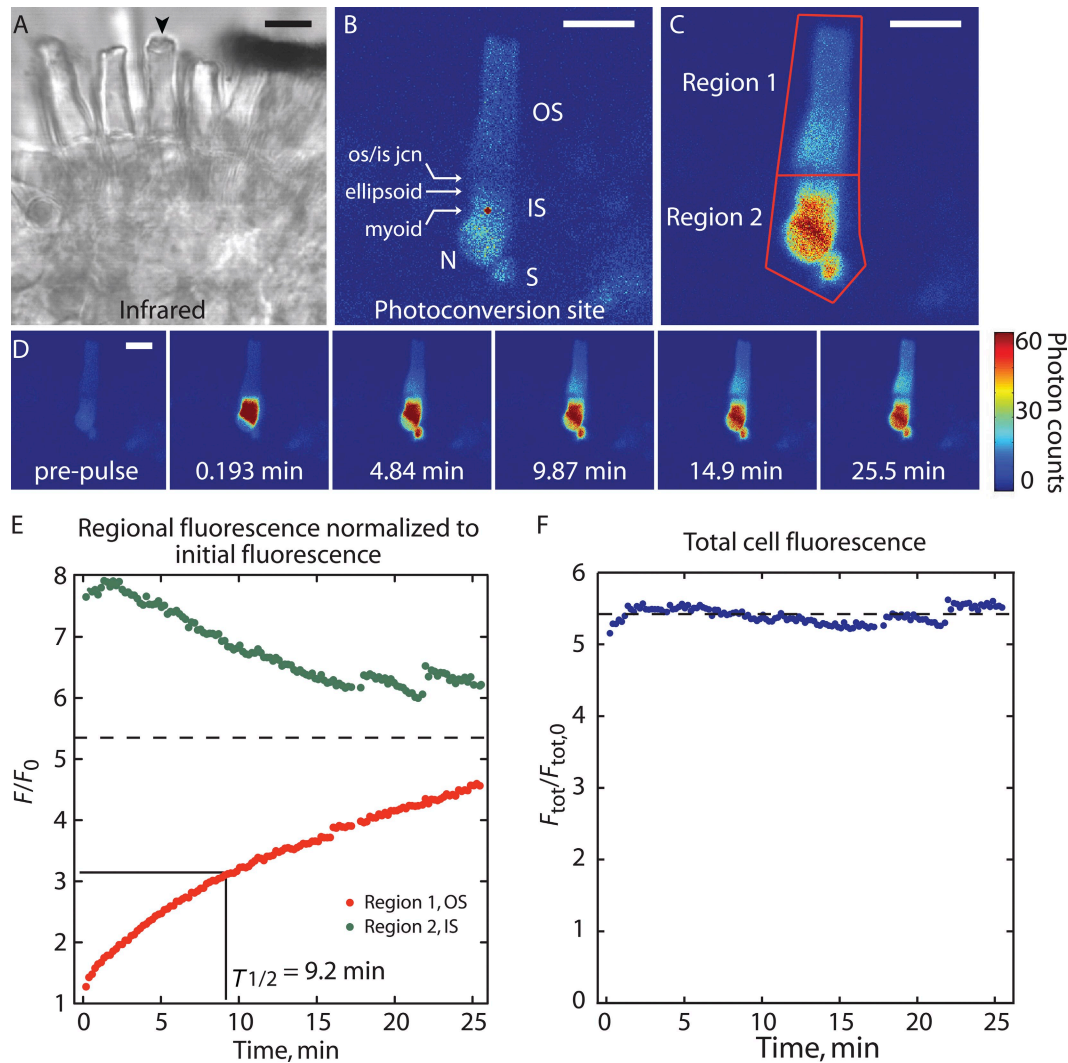 A
Infrared
B
OS
os/is jcn
ellipsoid
myoid
IS
N
S
Photoconversion site
C
Region 1
Region 2
D
pre-pulse
0.193 min
4.84 min
9.87 min
14.9 min
25.5 min
60
30
0
Photon counts
E
Regional fluorescence normalized to
initial fluorescence
8
7
6
5
4
3
2
1
F/F0
Region 1, OS
Region 2, IS
T1/2 = 9.2 min
0 5 10 15 20 25
Time, min
F
Total cell fluorescence
6
5
4
3
2
1
0
Ftot/Ftot,0
0 5 10 15 20 25
Time, min